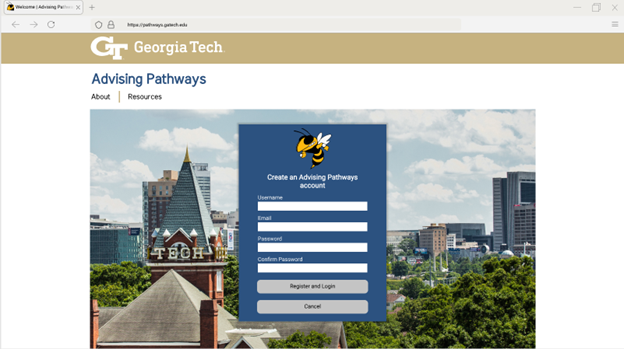 Welcome | Advising Pathway
https://pathways.gatech.edu
GT Georgia Tech
Advising Pathways
About
Resources
TECH
Create an Advising Pathways
account
Username
Email
Password
Confirm Password
Register and Login
Cancel